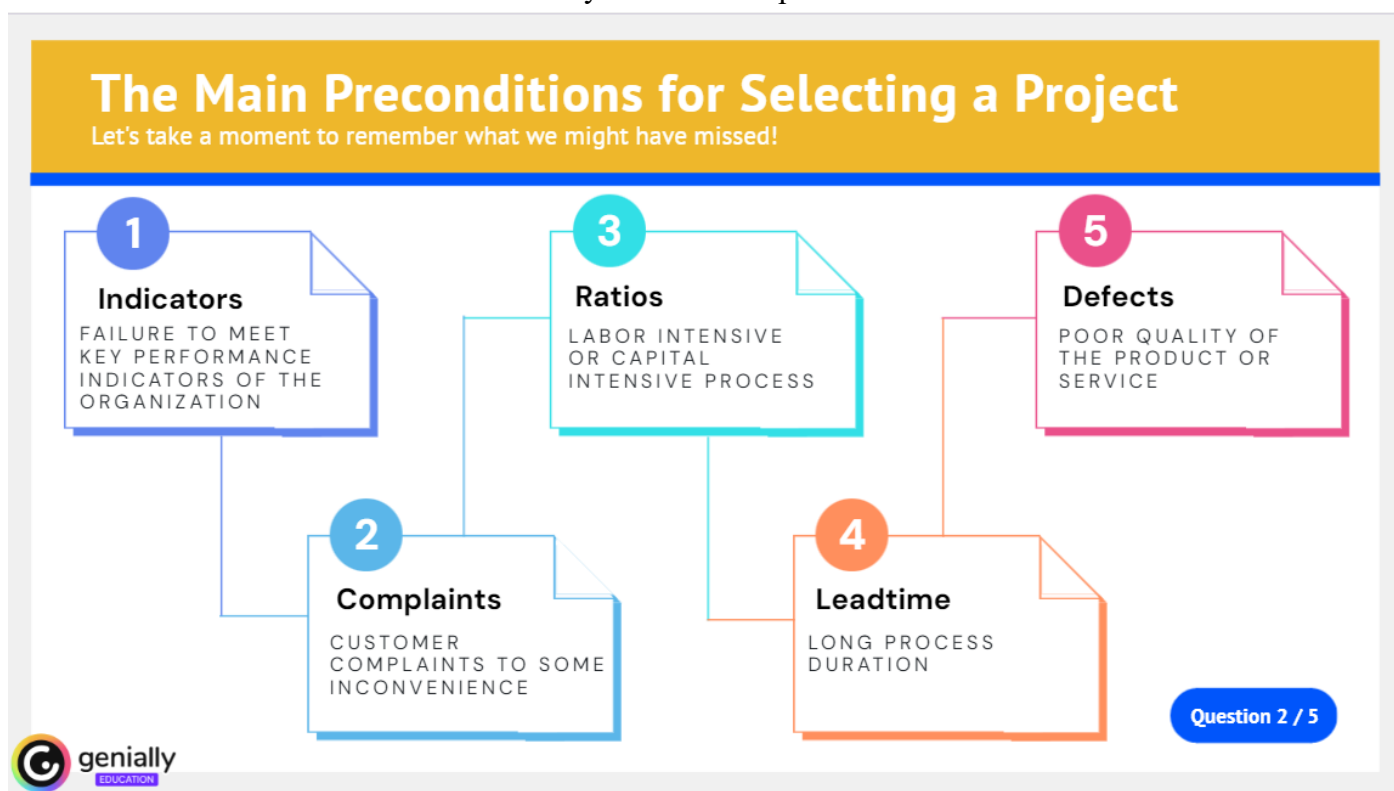 The Main Preconditions for Selecting a Project
Let's take a moment to remember what we might have missed!
1
Indicators
FAILURE TO MEET
KEY PERFORMANCE
INDICATORS OF THE
ORGANIZATION
2
Complaints
CUSTOMER
COMPLAINTS TO SOME
INCONVENIENCE
3
Ratios
LABOR INTENSIVE
OR CAPITAL
INTENSIVE PROCESS
4
Leadtime
LONG PROCESS
DURATION
5
Defects
POOR QUALITY OF
THE PRODUCT OR
SERVICE
Question 2 / 5
genially
EDUCATION